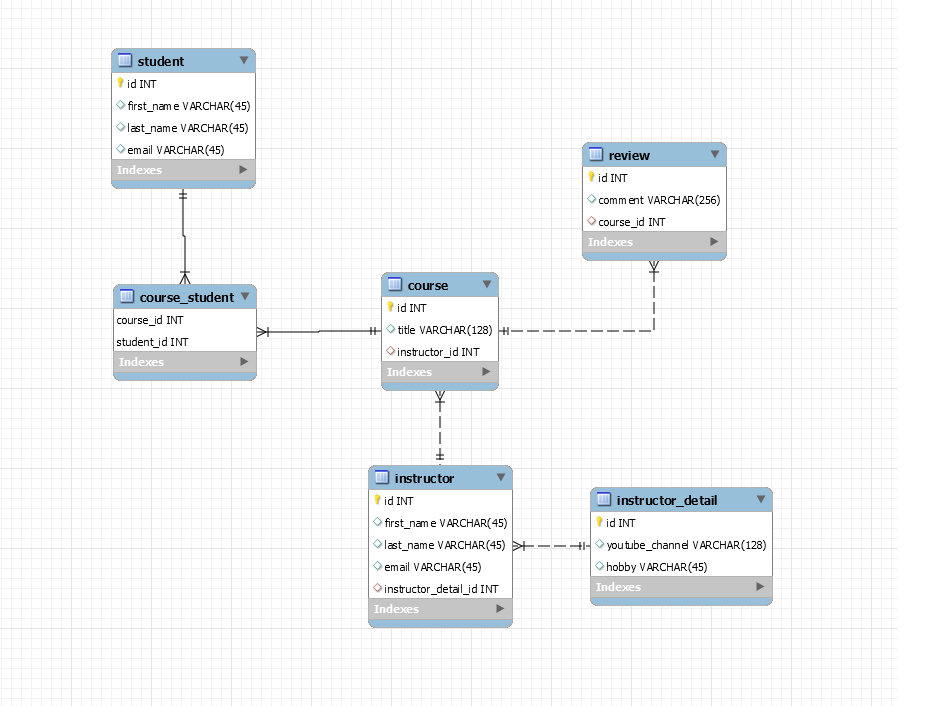 student
id INT
first_name VARCHAR(45)
last_name VARCHAR(45)
email VARCHAR(45)
Indexes
review
id INT
comment VARCHAR(256)
course_id INT
Indexes
course_student
course_id INT
student_id INT
Indexes
course
id INT
title VARCHAR(128)
instructor_id INT
Indexes
instructor
id INT
first_name VARCHAR(45)
last_name VARCHAR(45)
email VARCHAR(45)
instructor_detail_id INT
Indexes
instructor_detail
id INT
youtube_channel VARCHAR(128)
hobby VARCHAR(45)
Indexes